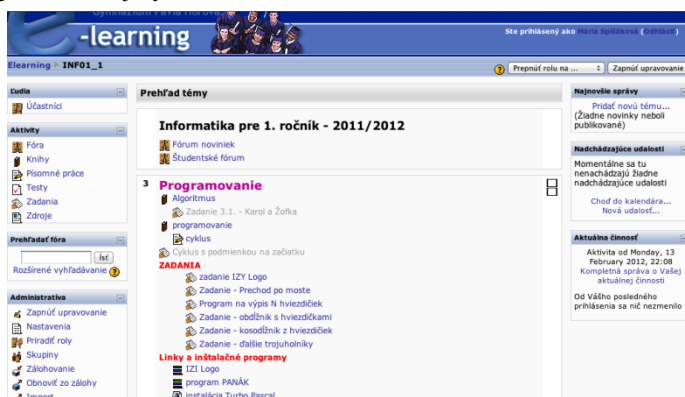 Gymnázium Pavla Horova
-learning
Ste prihlásený ako Mária Spišáková (Odhlásiť)
Elearning ► INF01_1
Prepnúť rolu na ...
Zapnúť upravovanie
Ľudia
Účastníci
Aktivity
Fóra
Knihy
Písomné práce
Testy
Zadania
Zdroje
Prehľadať fóra
Ísť
Rozšírené vyhľadávanie
Administratíva
Zapnúť upravovanie
Nastavenia
Priradiť roly
Skupiny
Zálohovanie
Obnoviť zo zálohy
Import
Prehľad témy
Informatika pre 1. ročník - 2011/2012
Fórum noviniek
Študentské fórum
3 Programovanie
Algoritmus
Zadanie 3.1. - Karol a Žofka
programovanie
cyklus
Cyklus s podmienkou na začiatku
ZADANIA
zadanie IZY Logo
Zadanie - Prechod po moste
Program na výpis N hviezdičiek
Zadanie - obdĺžnik s hviezdičkami
Zadanie - kosodĺžnik z hviezdičiek
Zadanie - ďalšie trojuholníky
Linky a inštalačné programy
IZI Logo
program PANÁK
instalácia Turbo Pascal
Najnovšie správy
Pridať novú tému...
(Žiadne novinky neboli
publikované)
Nadchádzajúce udalosti
Momentálne sa tu
nenachádzajú žiadne
nadchádzajúce udalosti
Choď do kalendára...
Nová udalosť...
Aktuálna činnosť
Aktivita od Monday, 13
February 2012, 22:08
Kompletná správa o Vašej
aktuálnej činnosti
Od Vášho posledného
prihlásenia sa nič nezmenilo